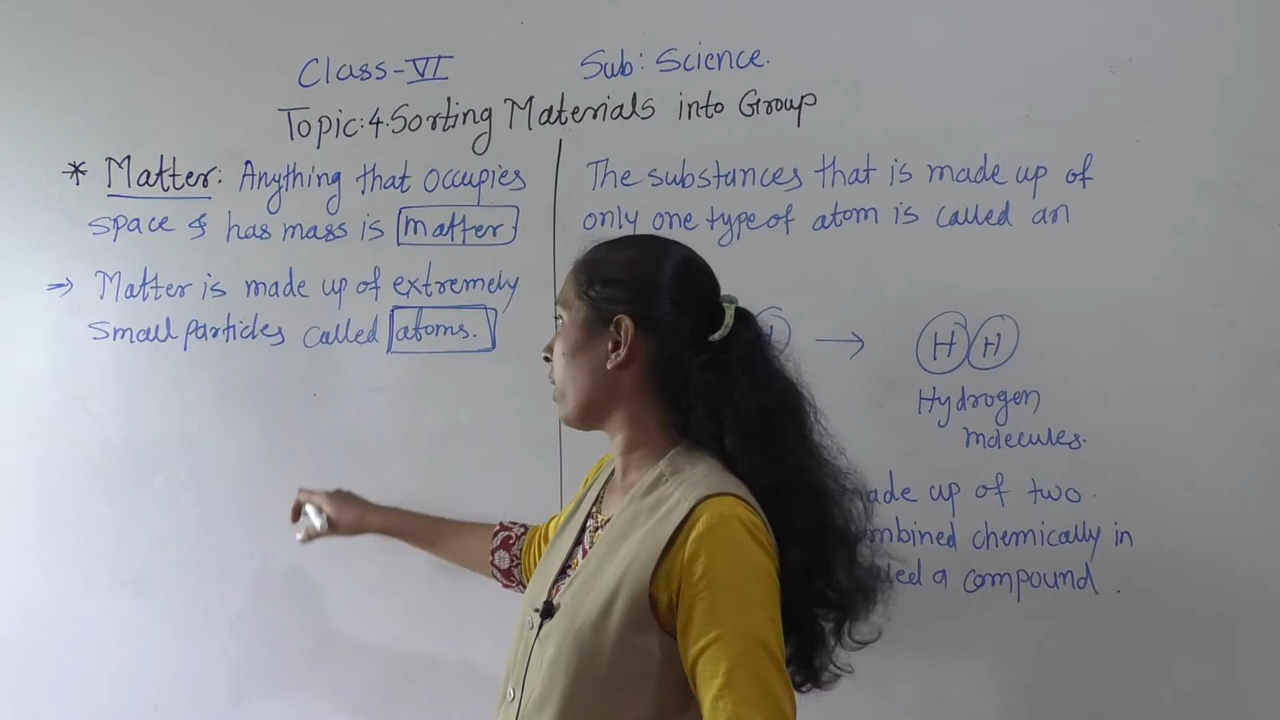 Class-VI Sub: Science.
Topic:4.Sorting Materials into Group
* Matter: Anything that occupies
space & has mass is matter.
⇒ Matter is made up of extremely
small particles called atoms.
The substances that is made up of
only one type of atom is called an
H → H H
Hydrogen
molecules.
made up of two.
chemically in
a compound.